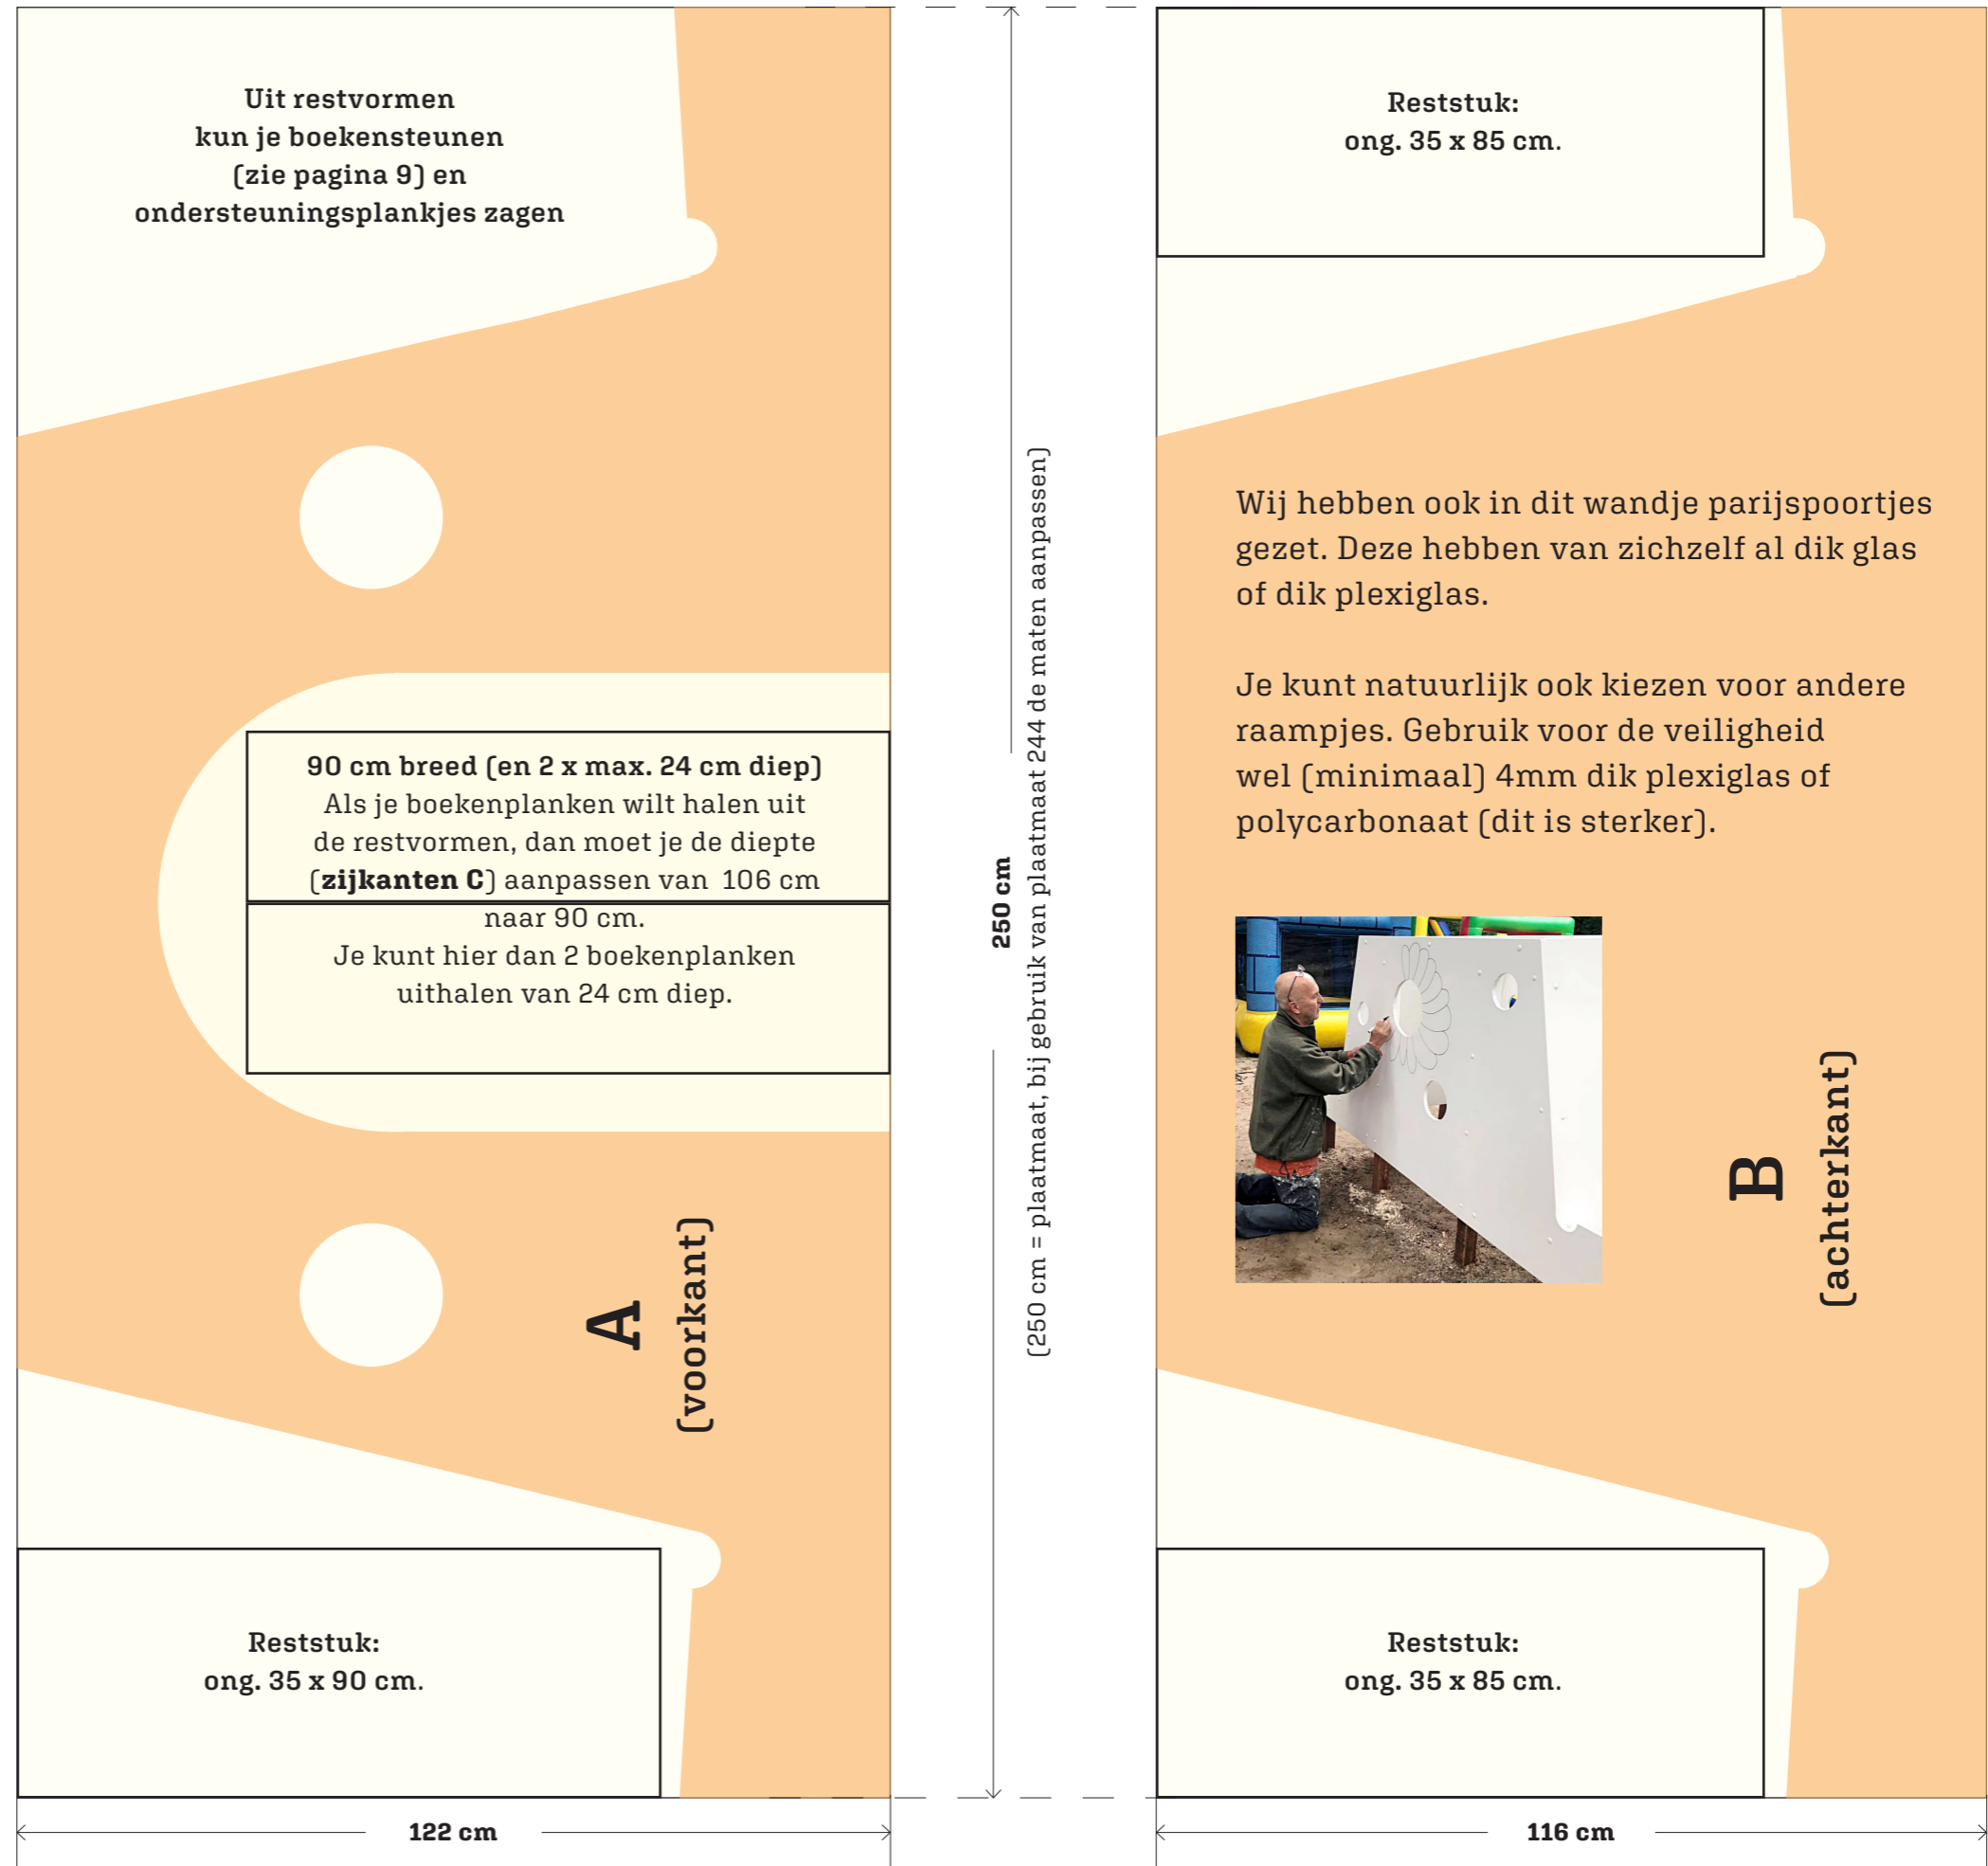 Uit restvormen
kun je boekensteunen
(zie pagina 9) en
ondersteuningsplankjes zagen
90 cm breed (en 2 x max. 24 cm diep)
Als je boekenplanken wilt halen uit
de restvormen, dan moet je de diepte
(zijkanten C) aanpassen van 106 cm
naar 90 cm.
Je kunt hier dan 2 boekenplanken
uithalen van 24 cm diep.
A
(voorkant)
Reststuk:
ong. 35 x 90 cm.
122 cm
250 cm
(250 cm = plaatmaat, bij gebruik van plaatmaat 244 de maten aanpassen)
Reststuk:
ong. 35 x 85 cm.
Wij hebben ook in dit wandje parijspoortjes
gezet. Deze hebben van zichzelf al dik glas
of dik plexiglas.
Je kunt natuurlijk ook kiezen voor andere
raampjes. Gebruik voor de veiligheid
wel (minimaal) 4mm dik plexiglas of
polycarbonaat (dit is sterker).
B
(achterkant)
Reststuk:
ong. 35 x 85 cm.
116 cm